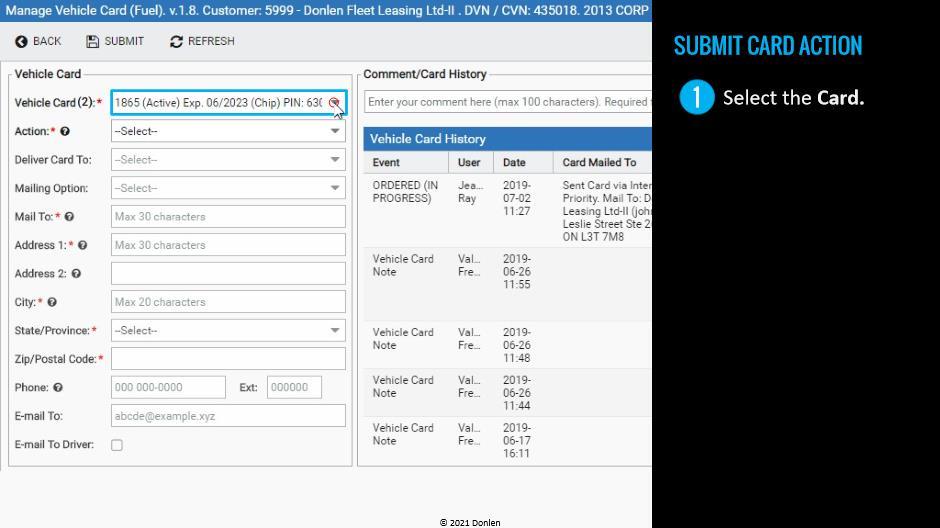 Manage Vehicle Card (Fuel). v.1.8. Customer: 5999 - Donlen Fleet Leasing Ltd-II . DVN / CVN: 435018. 2013 CORP
BACK SUBMIT REFRESH
Vehicle Card
Vehicle Card (2):* 1865 (Active) Exp. 06/2023 (Chip) PIN: 630
Action:* --Select--
Deliver Card To: --Select--
Mailing Option: --Select--
Mail To:* Max 30 characters
Address 1:* Max 30 characters
Address 2:
City:* Max 20 characters
State/Province:* --Select--
Zip/Postal Code:*
Phone: 000 000-0000 Ext: 000000
E-mail To: abcde@example.xyz
E-mail To Driver:
Comment/Card History
Enter your comment here (max 100 characters). Required
Vehicle Card History
Event User Date Card Mailed To
ORDERED (IN Jea... 2019- Sent Card via Inter
PROGRESS) Ray 07-02 Priority. Mail To: D
11:27 Leasing Ltd-II (joh
Leslie Street Ste 2
ON L3T 7M8
Vehicle Card Val... 2019-
Note Fre... 06-26
11:55
Vehicle Card Val... 2019-
Note Fre... 06-26
11:48
Vehicle Card Val... 2019-
Note Fre... 06-26
11:44
Vehicle Card Val... 2019-
Note Fre... 06-17
16:11
SUBMIT CARD ACTION
1 Select the Card.
© 2021 Donlen